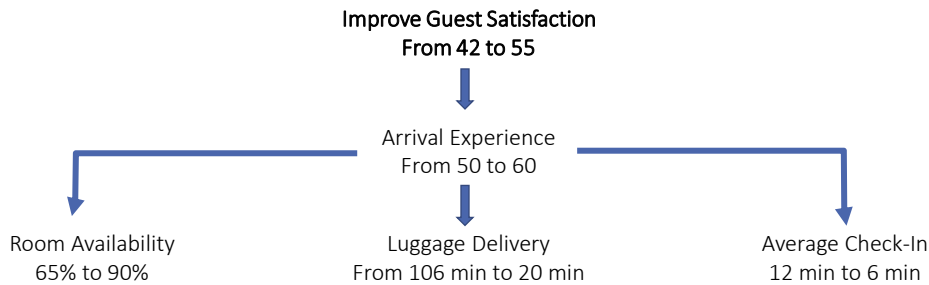 Improve Guest Satisfaction
From 42 to 55
Arrival Experience
From 50 to 60
Room Availability
65% to 90%
Luggage Delivery
From 106 min to 20 min
Average Check-In
12 min to 6 min